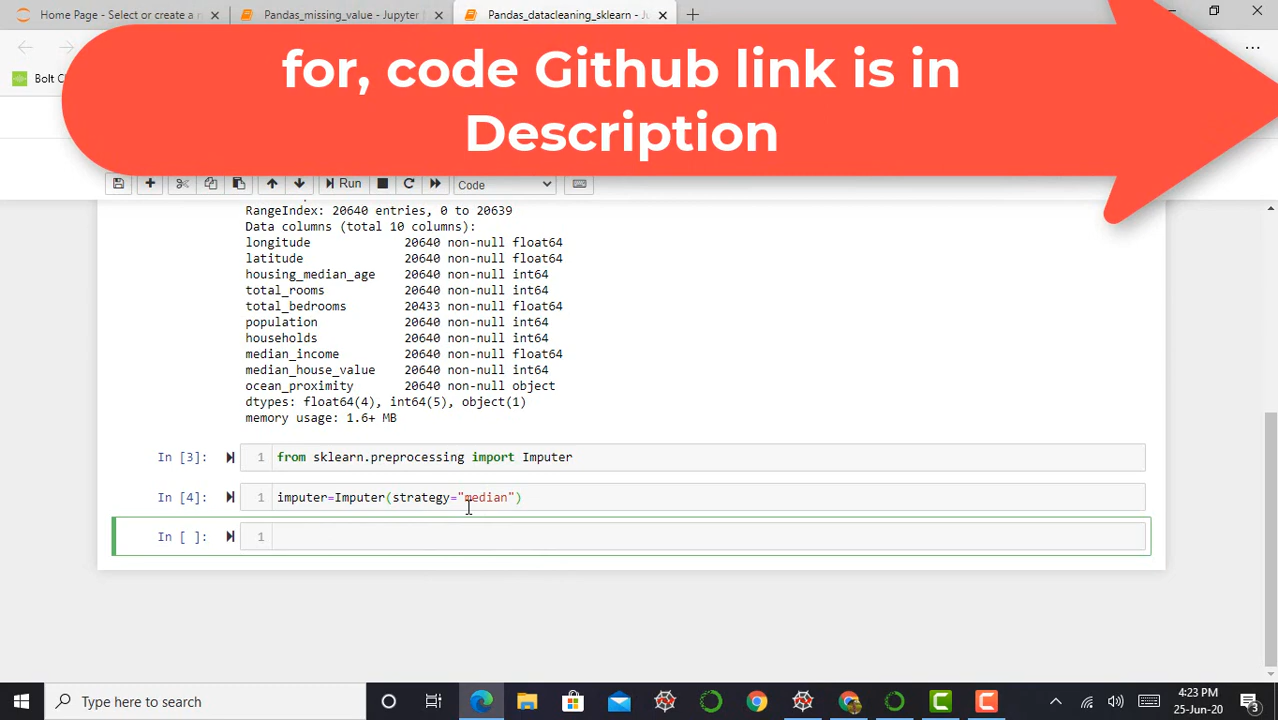 Home Page - Select or create a n
Pandas_missing_value - Jupyter
Pandas_datacleaning_sklearn - Ju
for, code Github link is in
Description
Bolt C
Run
Code
RangeIndex: 20640 entries, 0 to 20639
Data columns (total 10 columns):
longitude 20640 non-null float64
latitude 20640 non-null float64
housing_median_age 20640 non-null int64
total_rooms 20640 non-null int64
total_bedrooms 20433 non-null float64
population 20640 non-null int64
households 20640 non-null int64
median_income 20640 non-null float64
median_house_value 20640 non-null int64
ocean_proximity 20640 non-null object
dtypes: float64(4), int64(5), object(1)
memory usage: 1.6+ MB
In [3]: 1 from sklearn.preprocessing import Imputer
In [4]: 1 imputer=Imputer(strategy="median")
In [ ]: 1
Type here to search
4:23 PM
25-Jun-20
3